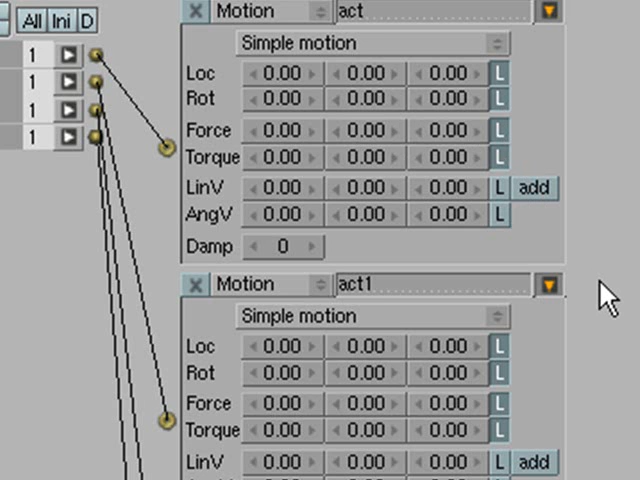 All Ini D
1
1
1
1
Motion act
Simple motion
Loc 0.00 0.00 0.00 L
Rot 0.00 0.00 0.00 L
Force 0.00 0.00 0.00 L
Torque 0.00 0.00 0.00 L
LinV 0.00 0.00 0.00 L add
AngV 0.00 0.00 0.00 L
Damp 0
Motion act1
Simple motion
Loc 0.00 0.00 0.00 L
Rot 0.00 0.00 0.00 L
Force 0.00 0.00 0.00 L
Torque 0.00 0.00 0.00 L
LinV 0.00 0.00 0.00 L add